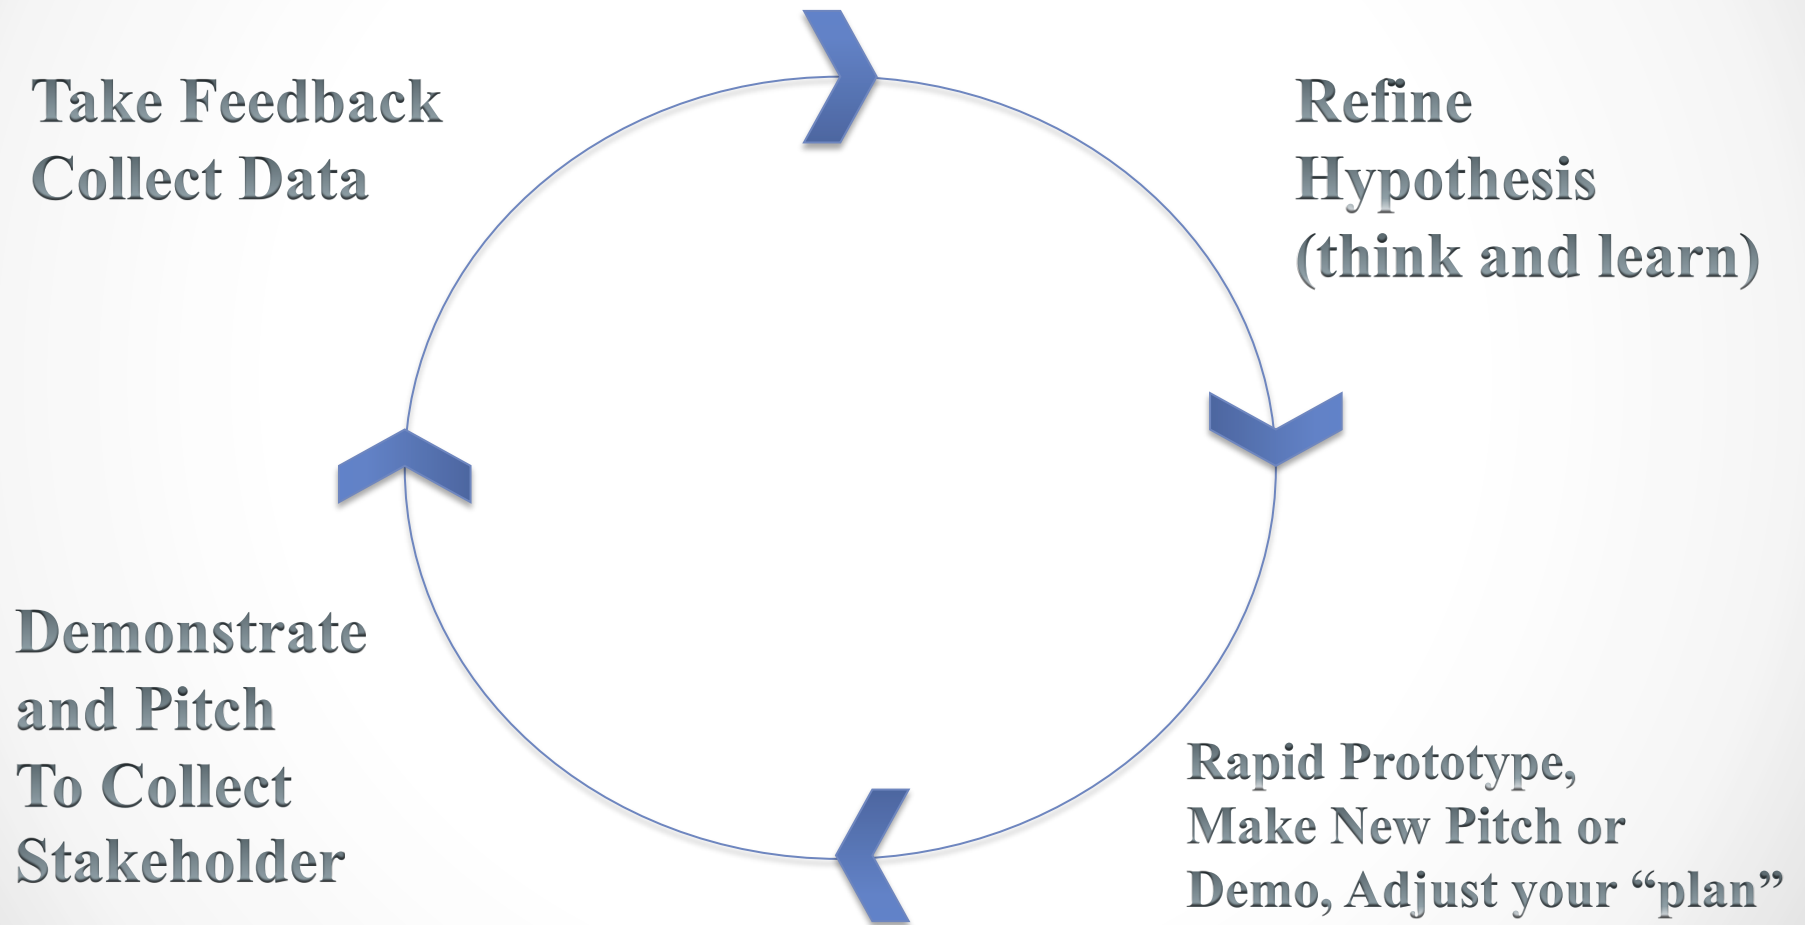 Take Feedback
Collect Data
Refine
Hypothesis
(think and learn)
Rapid Prototype,
Make New Pitch or
Demo, Adjust your “plan”
Demonstrate
and Pitch
To Collect
Stakeholder